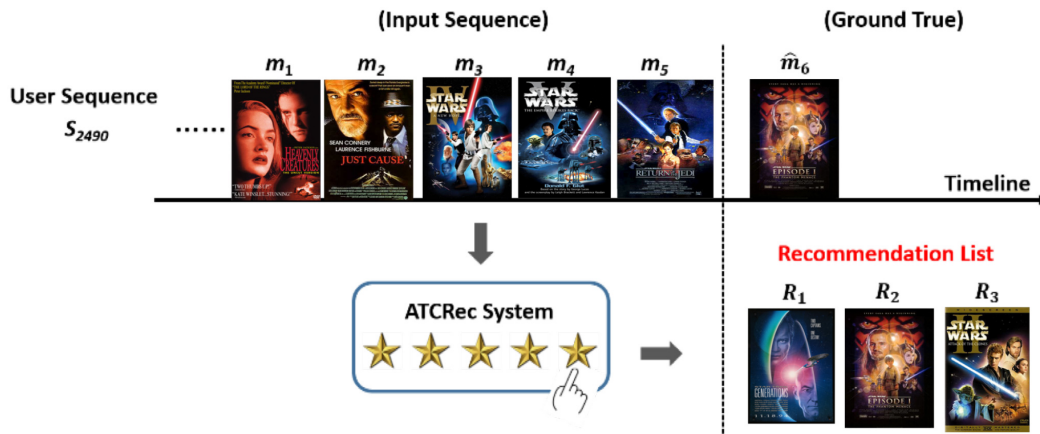 (Input Sequence)
(Ground True)
m1
m2
m3
m4
m5
m̂6
User Sequence
S2490
......
HEAVENLY
CREATURES
SEAN CONNERY
LAURENCE FISHBURNE
JUST CAUSE
IV
STAR
WARS
V
STAR
WARS
RETURN OF THE JEDI
EPISODE I
Timeline
Recommendation List
R1
R2
R3
ATCRec System
GENERATIONS
EPISODE I
STAR
WARS
II